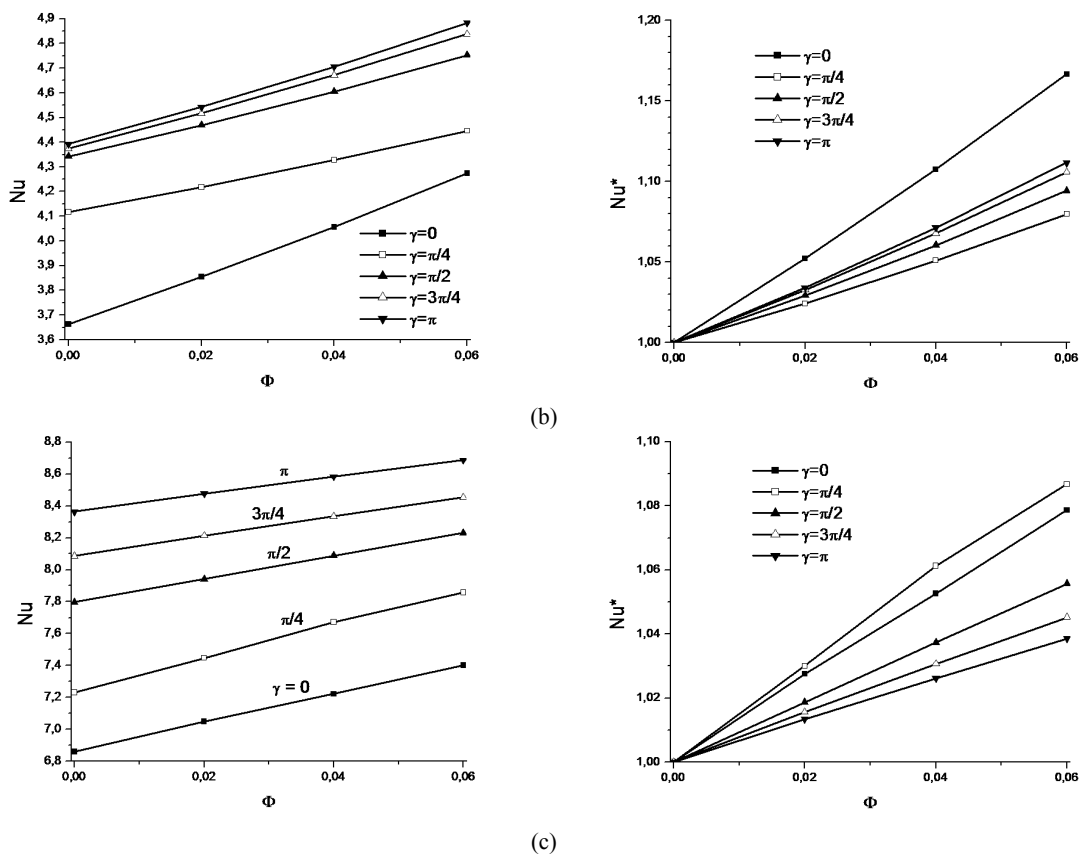 4,9
4,8
4,7
4,6
4,5
4,4
4,3
4,2
4,1
4,0
3,9
3,8
3,7
3,6
Nu
γ=0
γ=π/4
γ=π/2
γ=3π/4
γ=π
0,00 0,02 0,04 0,06
Φ
1,20
1,15
1,10
1,05
1,00
Nu*
γ=0
γ=π/4
γ=π/2
γ=3π/4
γ=π
0,00 0,02 0,04 0,06
Φ
(b)
8,8
8,6
8,4
8,2
8,0
7,8
7,6
7,4
7,2
7,0
6,8
Nu
π
3π/4
π/2
π/4
γ = 0
0,00 0,02 0,04 0,06
Φ
1,10
1,08
1,06
1,04
1,02
1,00
Nu*
γ=0
γ=π/4
γ=π/2
γ=3π/4
γ=π
0,00 0,02 0,04 0,06
Φ
(c)